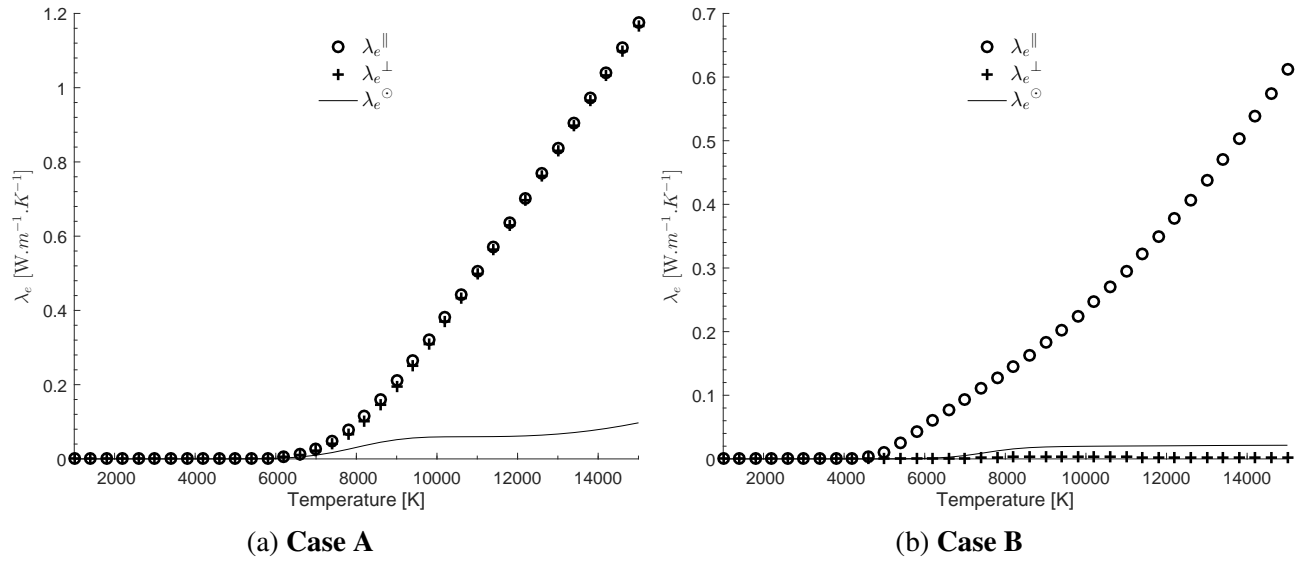 1.2
1
0.8
0.6
0.4
0.2
0
λe [W.m−1.K−1]
λe∥
λe⊥
λe⊙
2000 4000 6000 8000 10000 12000 14000
Temperature [K]
(a) Case A
0.7
0.6
0.5
0.4
0.3
0.2
0.1
0
λe [W.m−1.K−1]
λe∥
λe⊥
λe⊙
2000 4000 6000 8000 10000 12000 14000
Temperature [K]
(b) Case B